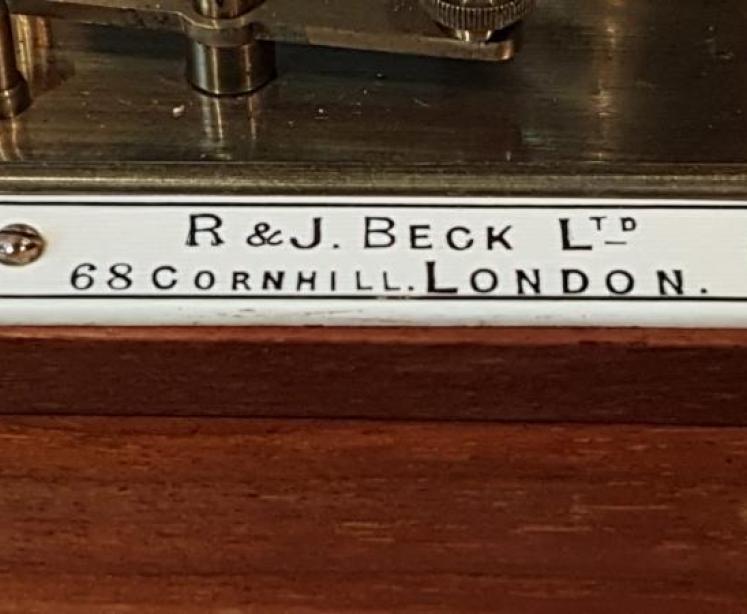 R & J. BECK LTD
68 CORNHILL. LONDON.